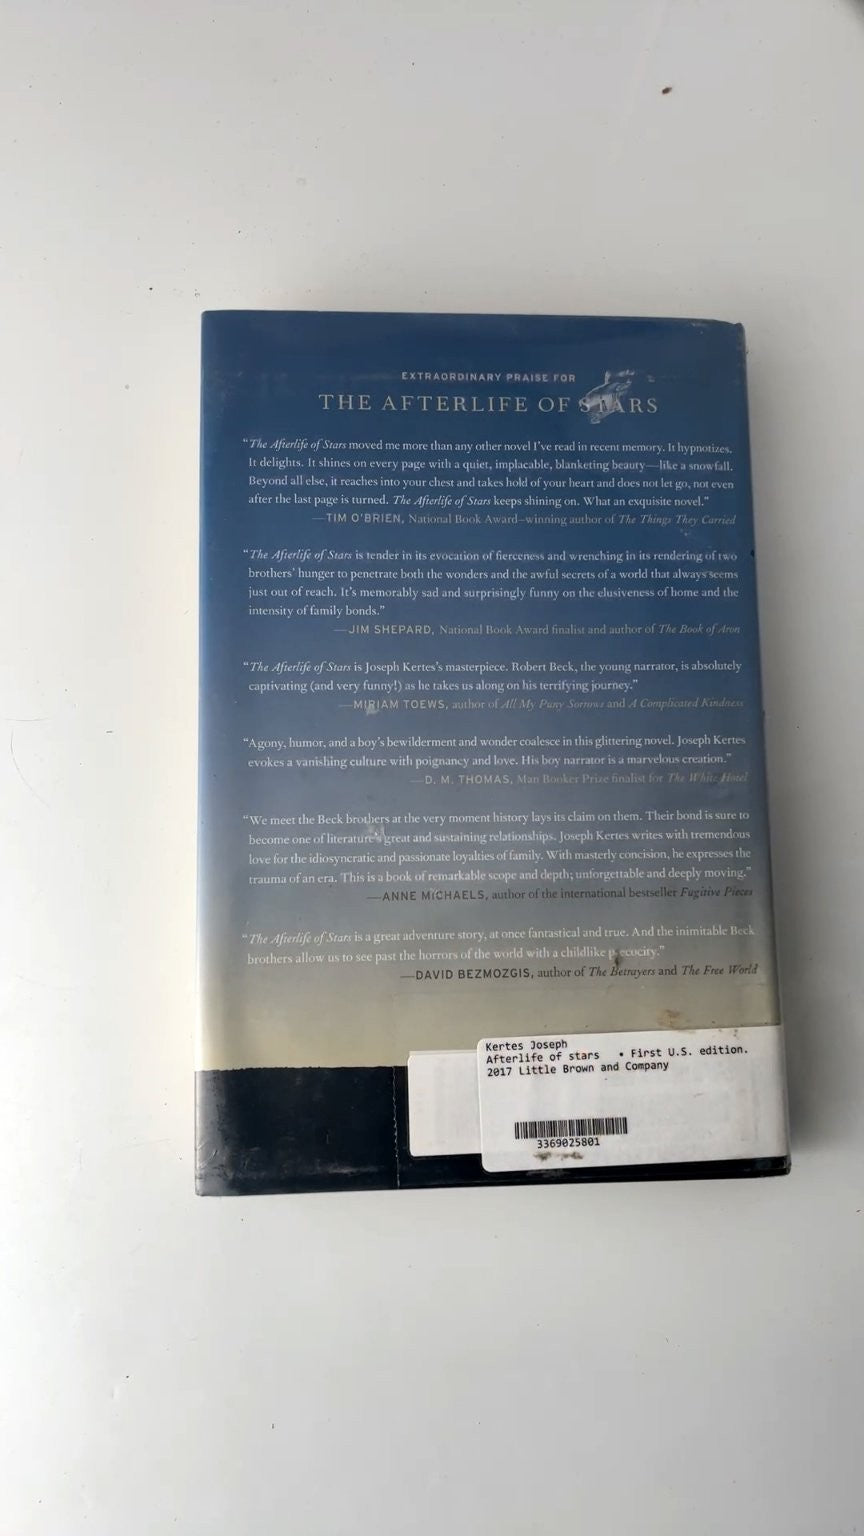 EXTRAORDINARY PRAISE FOR
THE AFTERLIFE OF STARS
“The Afterlife of Stars moved me more than any other novel I’ve read in recent memory. It hypnotizes.
It delights. It shines on every page with a quiet, implacable, blanketing beauty—like a snowfall.
Beyond all else, it reaches into your chest and takes hold of your heart and does not let go, not even
after the last page is turned. The Afterlife of Stars keeps shining on. What an exquisite novel.”
—TIM O’BRIEN, National Book Award–winning author of The Things They Carried
“The Afterlife of Stars is tender in its evocation of fierceness and wrenching in its rendering of two
brothers’ hunger to penetrate both the wonders and the awful secrets of a world that always seems
just out of reach. It’s memorably sad and surprisingly funny on the elusiveness of home and the
intensity of family bonds.”
—JIM SHEPARD, National Book Award finalist and author of The Book of Aron
“The Afterlife of Stars is Joseph Kertes’s masterpiece. Robert Beck, the young narrator, is absolutely
captivating (and very funny!) as he takes us along on his terrifying journey.”
—MIRIAM TOEWS, author of All My Puny Sorrows and A Complicated Kindness
“Agony, humor, and a boy’s bewilderment and wonder coalesce in this glittering novel. Joseph Kertes
evokes a vanishing culture with poignancy and love. His boy narrator is a marvelous creation.”
—D. M. THOMAS, Man Booker Prize finalist for The White Hotel
“We meet the Beck brothers at the very moment history lays its claim on them. Their bond is sure to
become one of literature’s great and sustaining relationships. Joseph Kertes writes with tremendous
love for the idiosyncratic and passionate loyalties of family. With masterly concision, he expresses the
trauma of an era. This is a book of remarkable scope and depth; unforgettable and deeply moving.”
—ANNE MICHAELS, author of the international bestseller Fugitive Pieces
“The Afterlife of Stars is a great adventure story, at once fantastical and true. And the inimitable Beck
brothers allow us to see past the horrors of the world with a childlike precocity.”
—DAVID BEZMOZGIS, author of The Betrayers and The Free World
Kertes Joseph
Afterlife of stars • First U.S. edition.
2017 Little Brown and Company
3369025801